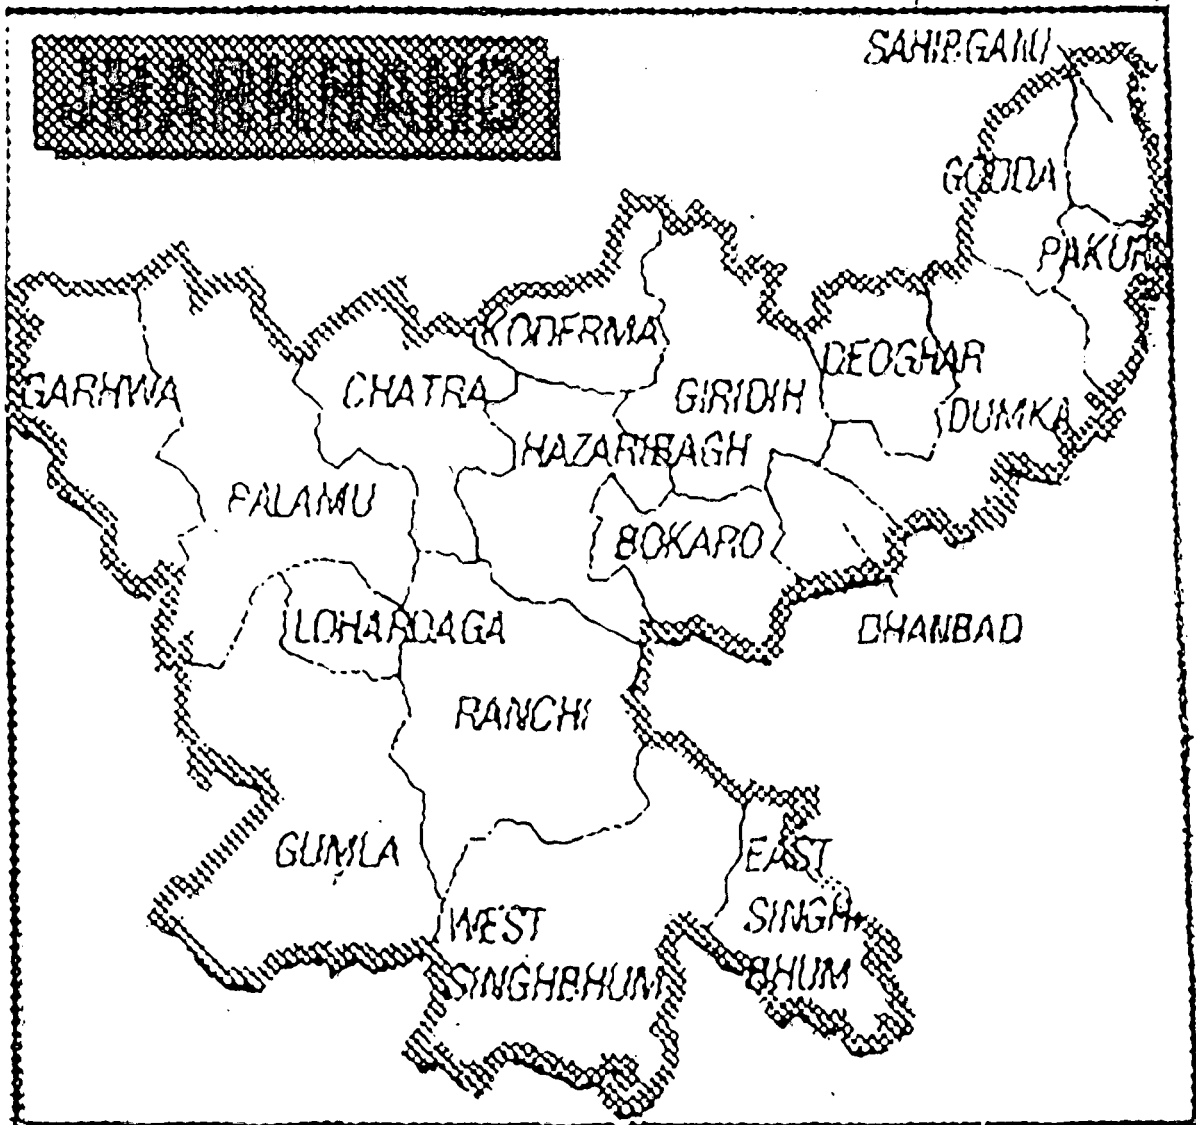 JHARKHAND
SAHIBGANJ
GODDA
PAKUR
KODERMA
DEOGHAR
GARHWA
CHATRA
GIRIDIH
DUMKA
HAZARIBAGH
PALAMU
BOKARO
LOHARDAGA
DHANBAD
RANCHI
GUMLA
EAST
SINGH
BHUM
WEST
SINGHBHUM